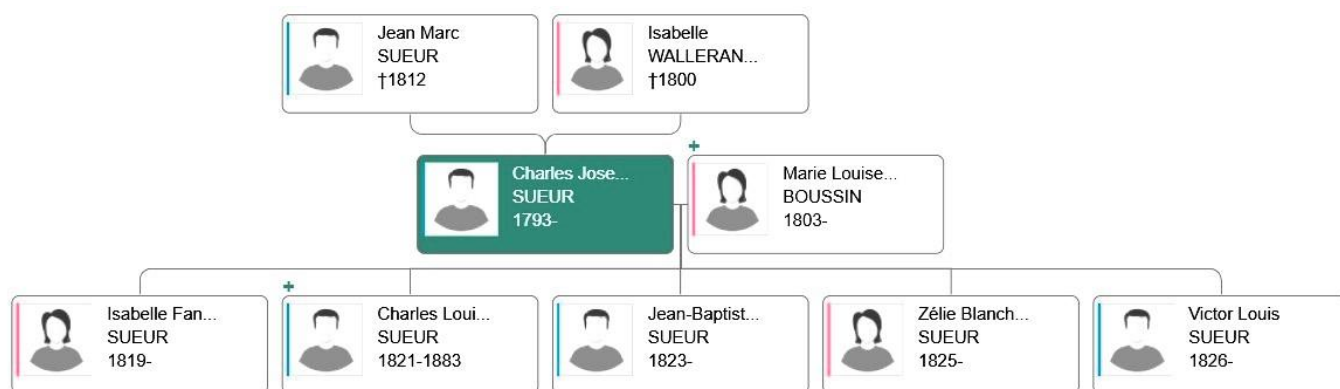 Jean Marc
SUEUR
†1812
Isabelle
WALLERAN...
†1800
Charles Jose...
SUEUR
1793-
Marie Louise...
BOUSSIN
1803-
Isabelle Fan...
SUEUR
1819-
Charles Loui...
SUEUR
1821-1883
Jean-Baptist...
SUEUR
1823-
Zélie Blanch...
SUEUR
1825-
Victor Louis
SUEUR
1826-